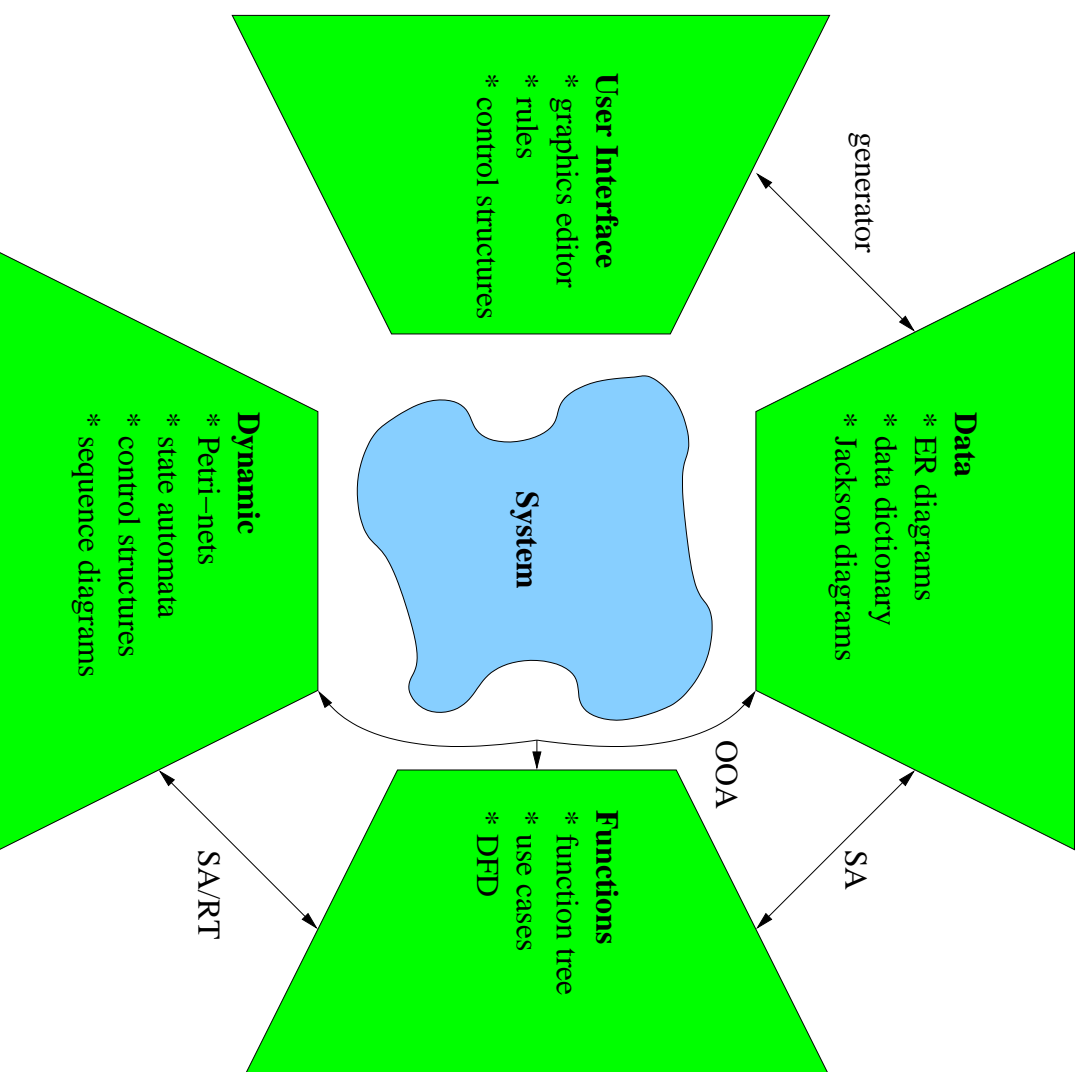 Data
* ER diagrams
* data dictionary
* Jackson diagrams
generator
SA
OOA
User Interface
* graphics editor
* rules
* control structures
System
Functions
* function tree
* use cases
* DFD
Dynamic
* Petri−nets
* state automata
* control structures
* sequence diagrams
SA/RT